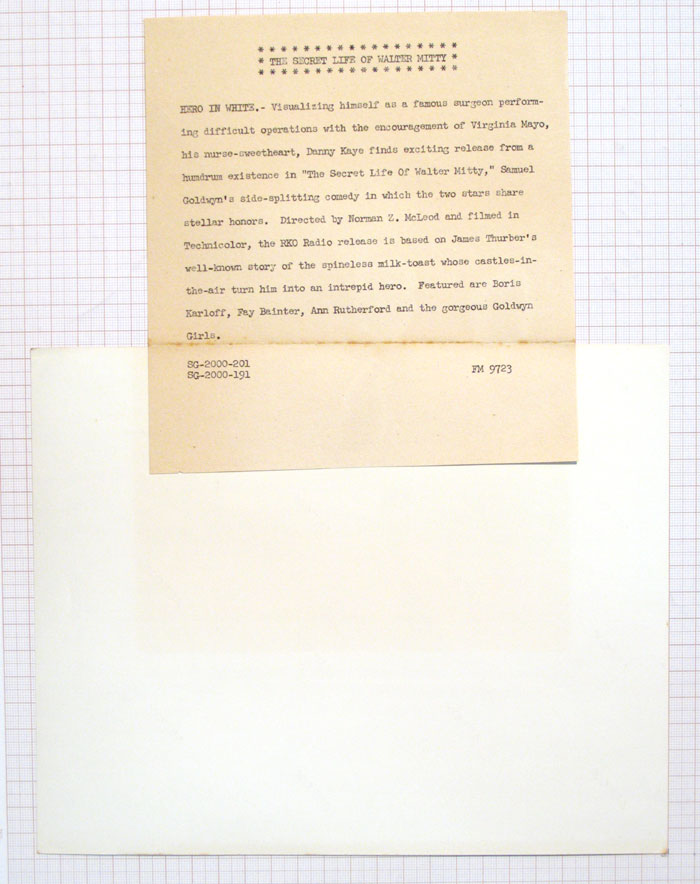 * * * * * * * * * * * * * * * * * *
* THE SECRET LIFE OF WALTER MITTY *
* * * * * * * * * * * * * * * * * *
HERO IN WHITE.- Visualizing himself as a famous surgeon perform-
ing difficult operations with the encouragement of Virginia Mayo,
his nurse-sweetheart, Danny Kaye finds exciting release from a
humdrum existence in "The Secret Life Of Walter Mitty," Samuel
Goldwyn's side-splitting comedy in which the two stars share
stellar honors. Directed by Norman Z. McLeod and filmed in
Technicolor, the RKO Radio release is based on James Thurber's
well-known story of the spineless milk-toast whose castles-in-
the-air turn him into an intrepid hero. Featured are Boris
Karloff, Fay Bainter, Ann Rutherford and the gorgeous Goldwyn
Girls.
SG-2000-201
SG-2000-191 FM 9723